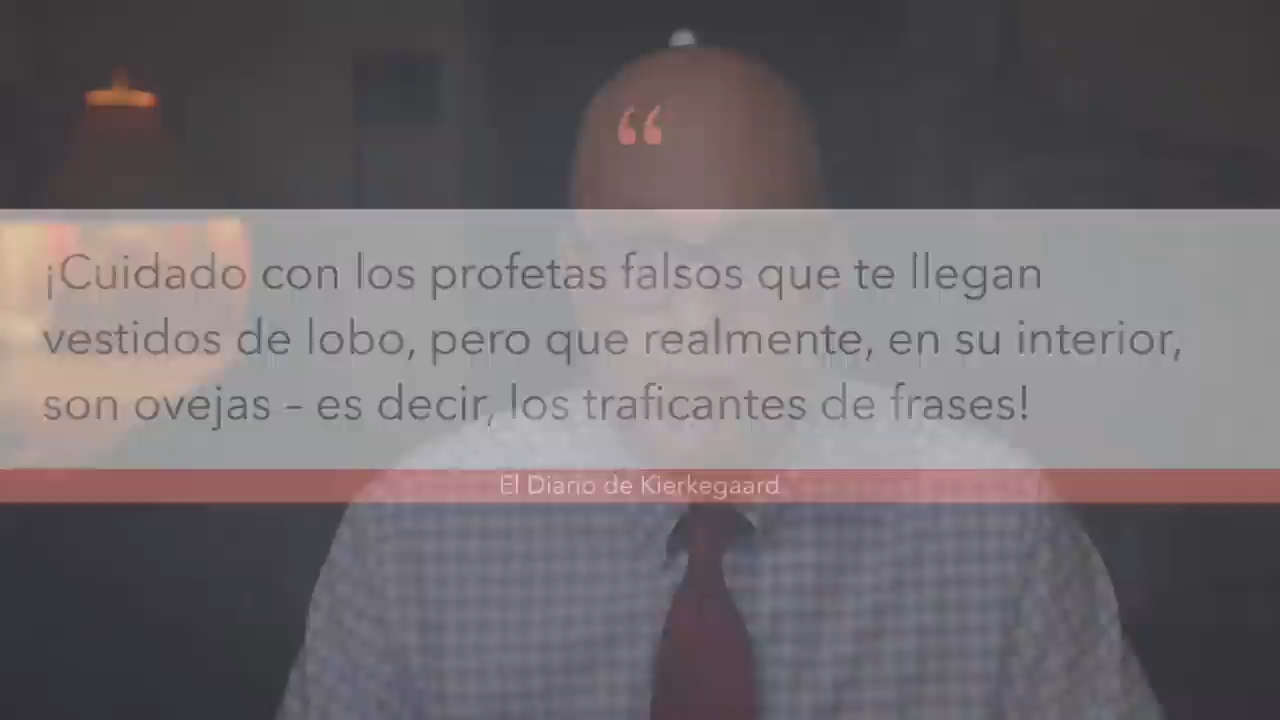 “
¡Cuidado con los profetas falsos que te llegan
vestidos de lobo, pero que realmente, en su interior,
son ovejas – es decir, los traficantes de frases!
El Diario de Kierkegaard